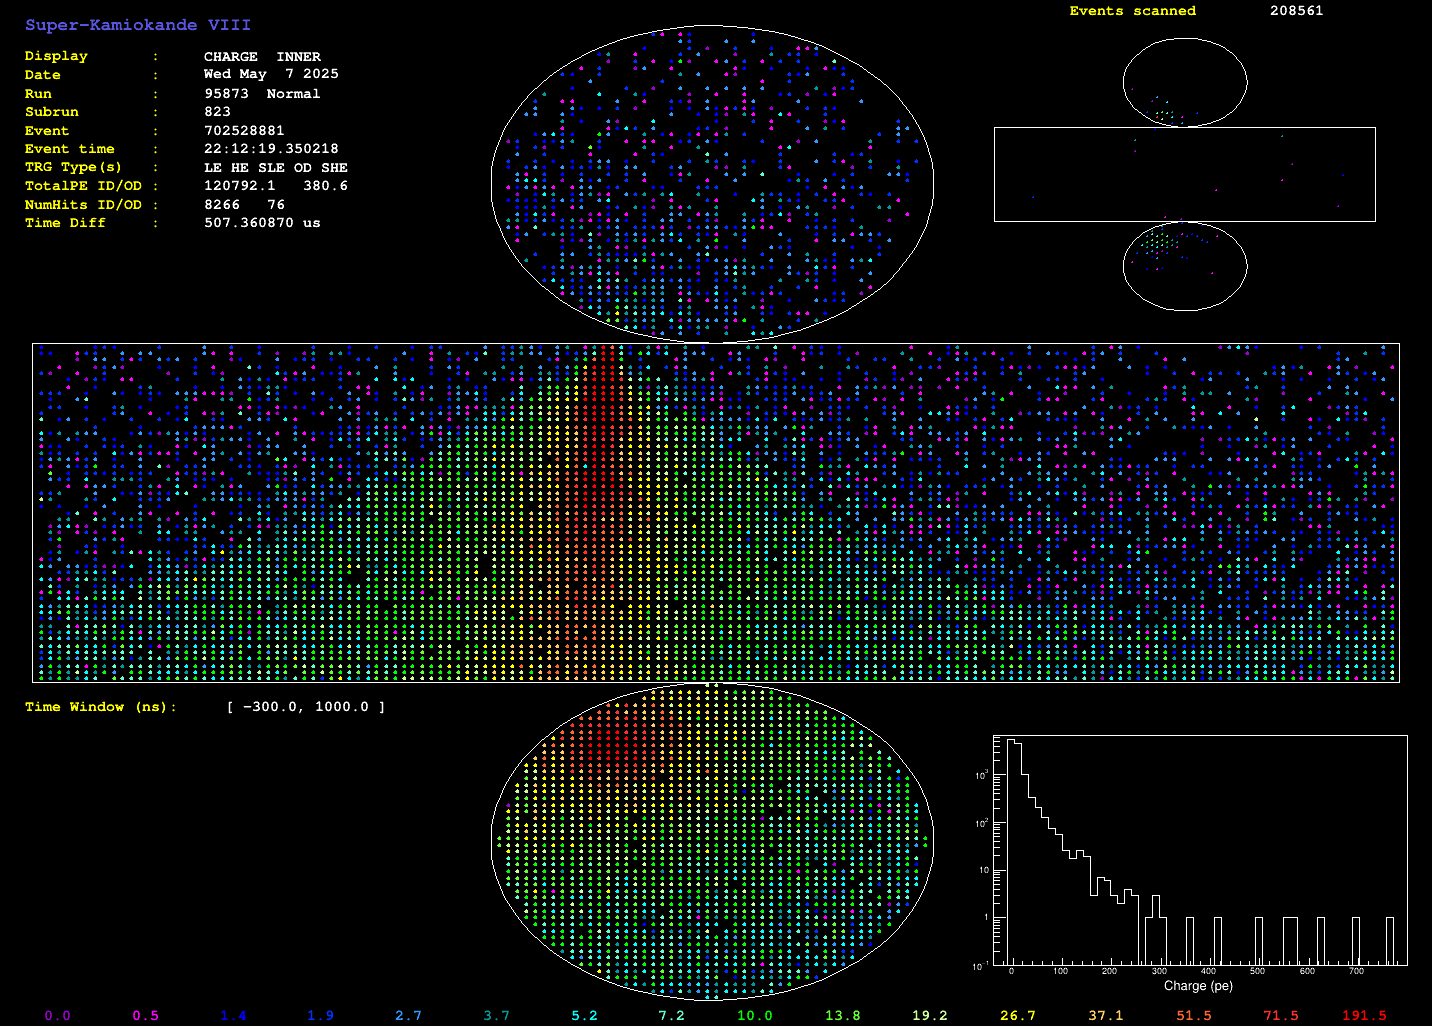 Super-Kamiokande VIII
Display : CHARGE INNER
Date : Wed May 7 2025
Run : 95873 Normal
Subrun : 823
Event : 702528881
Event time : 22:12:19.350218
TRG Type(s) : LE HE SLE OD SHE
TotalPE ID/OD : 120792.1 380.6
NumHits ID/OD : 8266 76
Time Diff : 507.360870 us
Events scanned 208561
Time Window (ns): [ -300.0, 1000.0 ]
10³
10²
10
1
10⁻¹
0 100 200 300 400 500 600 700
Charge (pe)
0.0 0.5 1.4 1.9 2.7 3.7 5.2 7.2 10.0 13.8 19.2 26.7 37.1 51.5 71.5 191.5